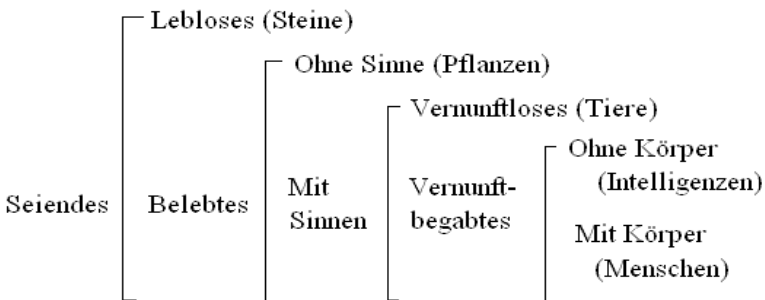 Lebloses (Steine)
Ohne Sinne (Pflanzen)
Vernunftloses (Tiere)
Ohne Körper
(Intelligenzen)
Seiendes
Belebtes
Mit
Sinnen
Vernunft-
begabtes
Mit Körper
(Menschen)